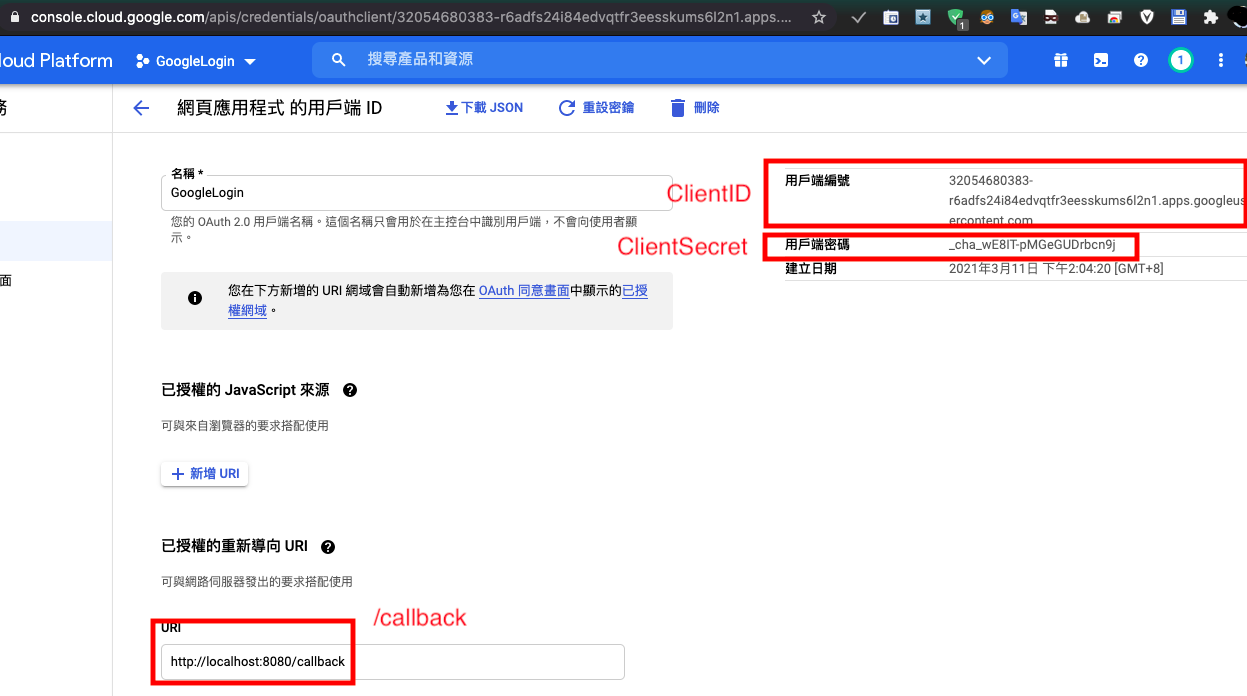 console.cloud.google.com/apis/credentials/oauthclient/32054680383-r6adfs24i84edvqtfr3eesskums6l2n1.apps....
1
loud Platform
GoogleLogin
搜尋產品和資源
1
務
網頁應用程式 的用戶端 ID
下載 JSON
重設密鑰
刪除
名稱 *
GoogleLogin
您的 OAuth 2.0 用戶端名稱。這個名稱只會用於在主控台中識別用戶端，不會向使用者顯
示。
ClientID
用戶端編號
32054680383-
r6adfs24i84edvqtfr3eesskums6l2n1.apps.googleus
ercontent.com
ClientSecret
用戶端密碼
_cha_wE8IT-pMGeGUDrbcn9j
建立日期
2021年3月11日 下午2:04:20 [GMT+8]
面
您在下方新增的 URI 網域會自動新增為您在 OAuth 同意畫面中顯示的已授
權網域。
已授權的 JavaScript 來源
可與來自瀏覽器的要求搭配使用
新增 URI
已授權的重新導向 URI
可與網路伺服器發出的要求搭配使用
/callback
URI
http://localhost:8080/callback